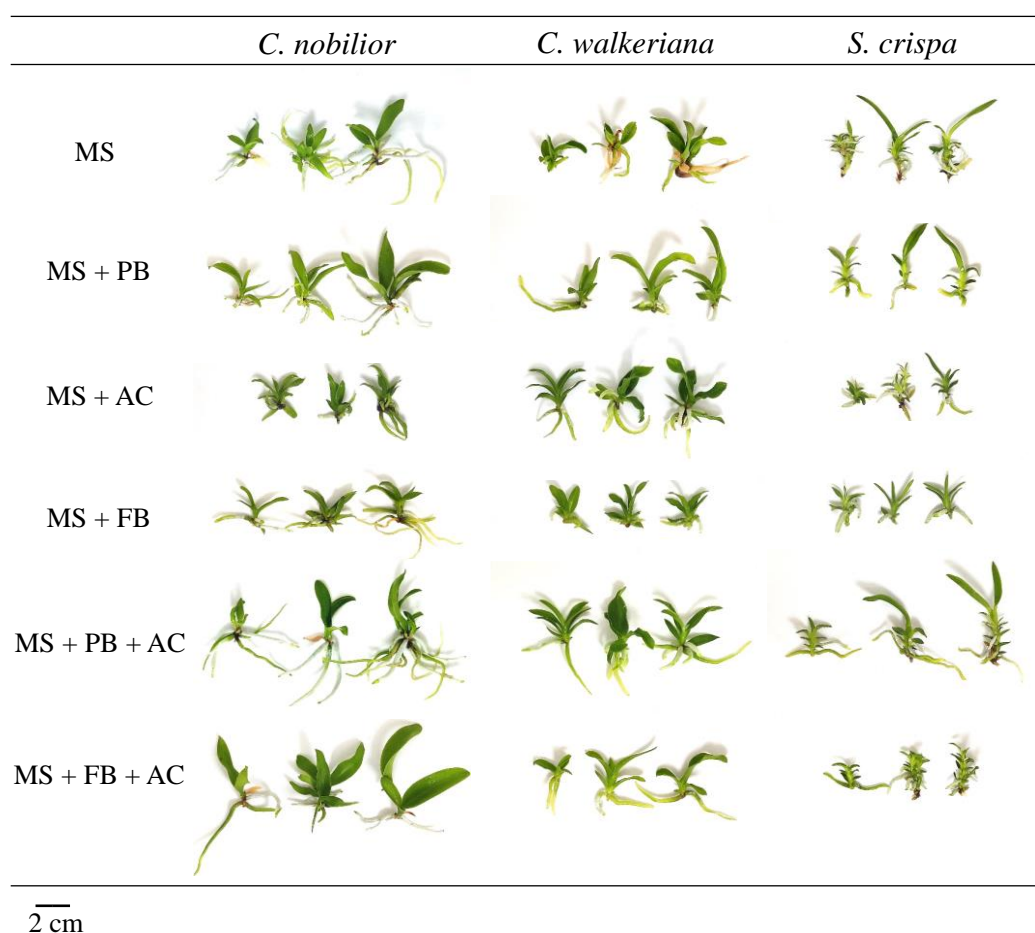 C. nobilior C. walkeriana S. crispa
MS
MS + PB
MS + AC
MS + FB
MS + PB + AC
MS + FB + AC
2 cm